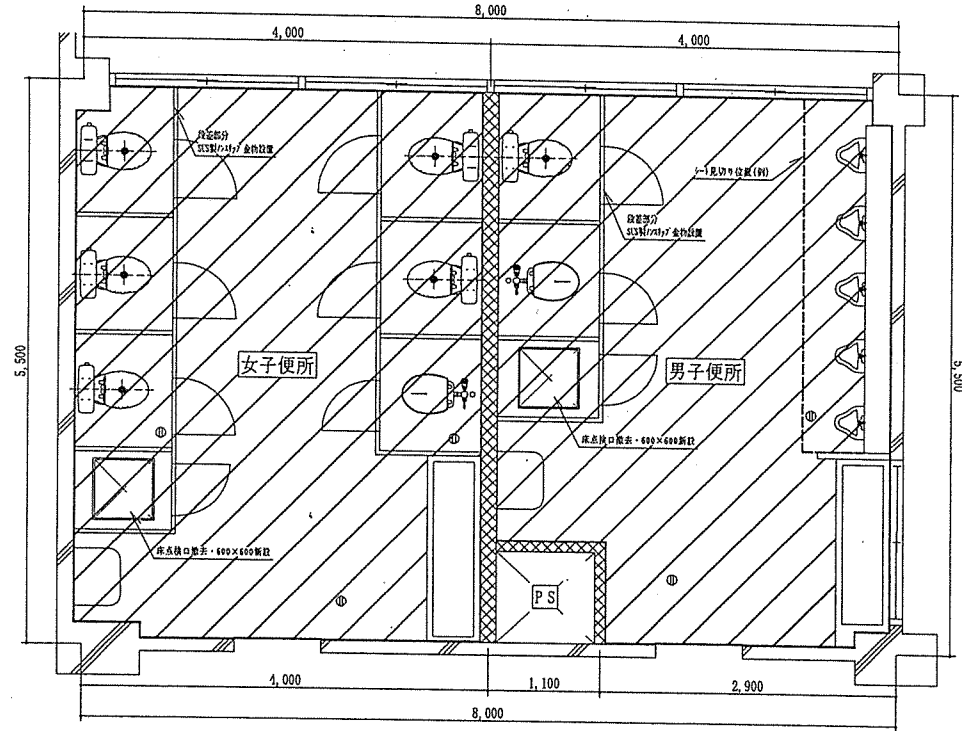 8,000
4,000
4,000
段差部分
SUS製ノンスリップ金物設置
シート見切り位置(例)
段差部分
SUS製ノンスリップ金物設置
5,500
5,500
女子便所
男子便所
床点検口撤去・600×600新設
床点検口撤去・600×600新設
PS
4,000
1,100
2,900
8,000